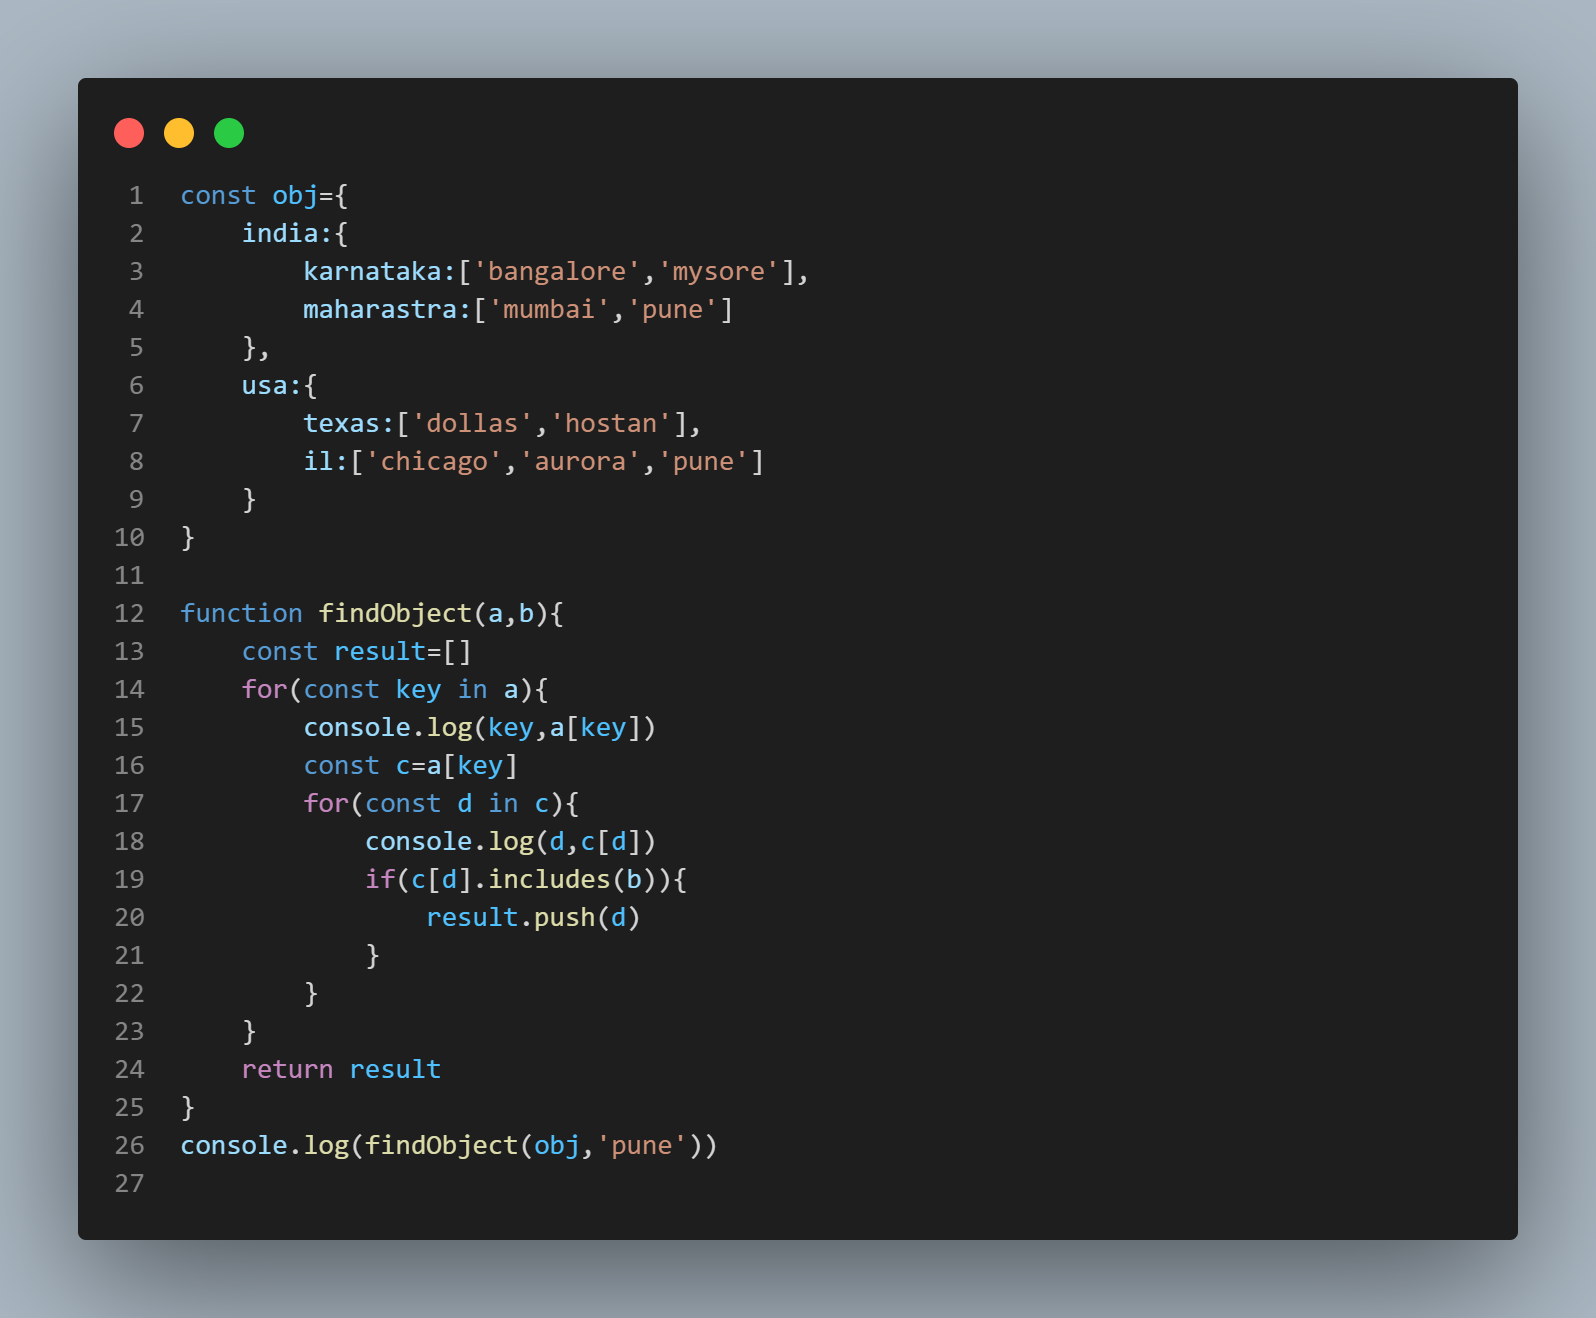 1 const obj={
2     india:{
3         karnataka:['bangalore','mysore'],
4         maharastra:['mumbai','pune']
5     },
6     usa:{
7         texas:['dollas','hostan'],
8         il:['chicago','aurora','pune']
9     }
10 }
11
12 function findObject(a,b){
13     const result=[]
14     for(const key in a){
15         console.log(key,a[key])
16         const c=a[key]
17         for(const d in c){
18             console.log(d,c[d])
19             if(c[d].includes(b)){
20                 result.push(d)
21             }
22         }
23     }
24     return result
25 }
26 console.log(findObject(obj,'pune'))
27